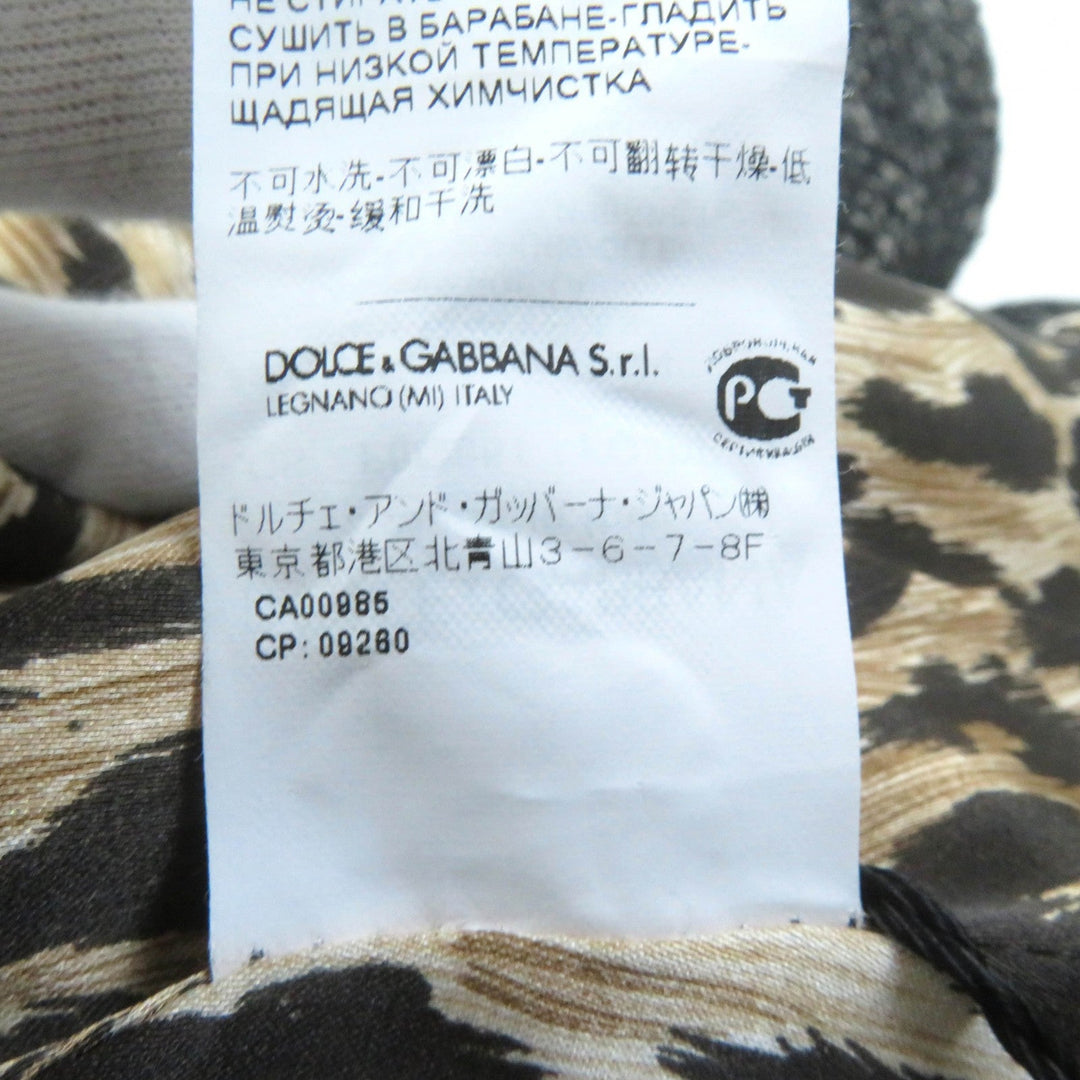 СУШИТЬ В БАРАБАНЕ-ГЛАДИТЬ
ПРИ НИЗКОЙ ТЕМПЕРАТУРЕ-
ЩАДЯЩАЯ ХИМЧИСТКА
不可水洗-不可漂白-不可翻转干燥-低
温熨烫-缓和干洗
DOLCE & GABBANA S.r.l.
LEGNANO (MI) ITALY
PCT
ドルチェ・アンド・ガッバーナ・ジャパン㈱
東京都港区北青山3-6-7-8F
CA00985
CP: 09260